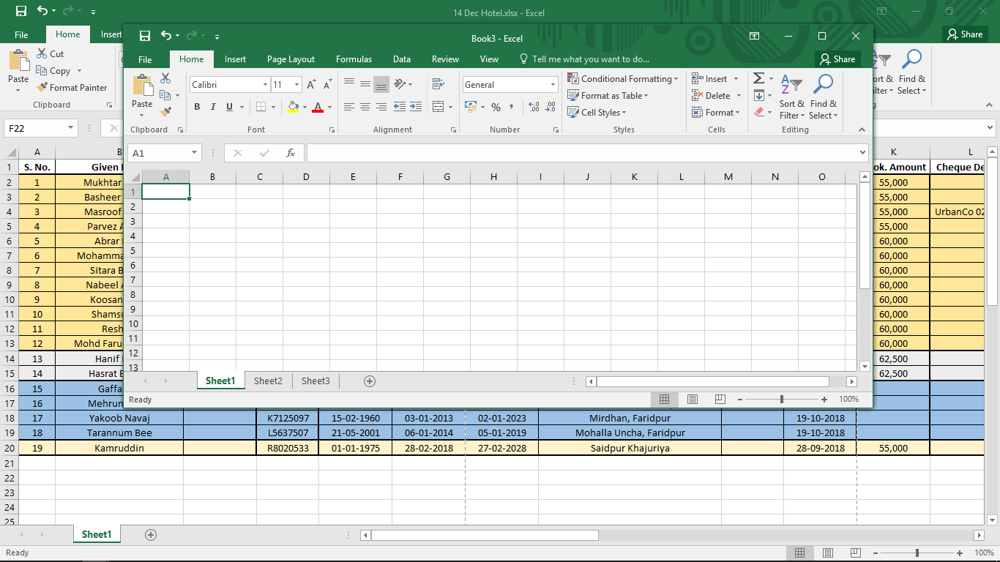 14 Dec Hotel.xlsx - Excel
File Home Insert Share
Cut
Copy
Format Painter
Paste
Clipboard
Find &
Select
F22
Book3 - Excel
File Home Insert Page Layout Formulas Data Review View Tell me what you want to do... Share
Paste
Clipboard
Calibri 11
B I U A
Font
Alignment
General
% ,
Number
Conditional Formatting
Format as Table
Cell Styles
Styles
Insert
Delete
Format
Cells
Sort & Find &
Filter Select
Editing
A1 fx
A B C D E F G H I J K L M N O
1
2
3
4
5
6
7
8
9
10
11
12
13
Sheet1 Sheet2 Sheet3
Ready 100%
A B K L
1 S. No. Given ok. Amount Cheque De
2 1 Mukhtar 55,000
3 2 Basheer 55,000
4 3 Masroof 55,000 UrbanCo 02
5 4 Parvez A 55,000
6 5 Abrar 60,000
7 6 Mohamma 60,000
8 7 Sitara B 60,000
9 8 Nabeel A 60,000
10 9 Koosan 60,000
11 10 Shamsu 60,000
12 11 Resh 60,000
13 12 Mohd Faru 60,000
14 13 Hanif 62,500
15 14 Hasrat B 62,500
16 15 Gaffa
17 16 Mehrun
18 17 Yakoob Navaj K7125097 15-02-1960 03-01-2013 02-01-2023 Mirdhan, Faridpur 19-10-2018
19 18 Tarannum Bee L5637507 21-05-2001 06-01-2014 05-01-2019 Mohalla Uncha, Faridpur 19-10-2018
20 19 Kamruddin R8020533 01-01-1975 28-02-2018 27-02-2028 Saidpur Khajuriya 28-09-2018 55,000
21
22
23
24
25
Sheet1
Ready 100%